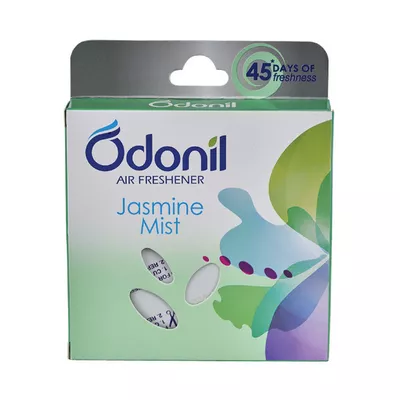 45* DAYS OF
freshness
Odonil
AIR FRESHENER
Jasmine
Mist